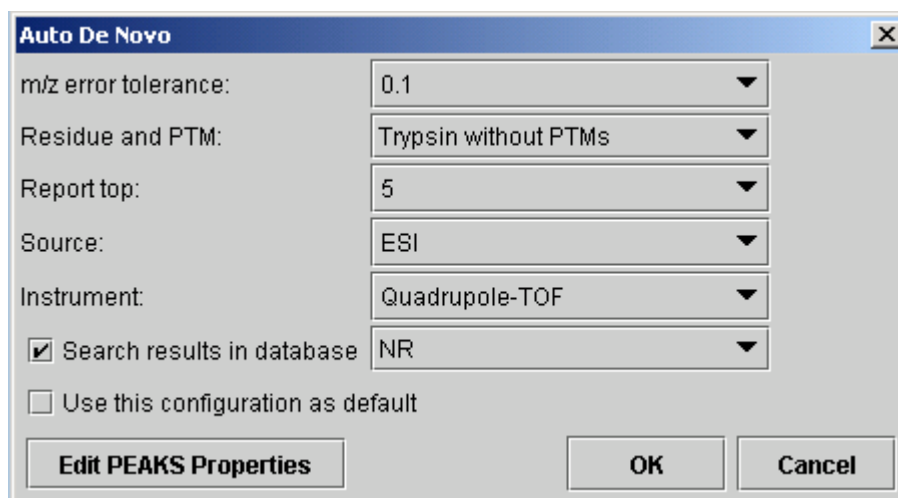 Auto De Novo
m/z error tolerance: 0.1
Residue and PTM: Trypsin without PTMs
Report top: 5
Source: ESI
Instrument: Quadrupole-TOF
Search results in database NR
Use this configuration as default
Edit PEAKS Properties OK Cancel